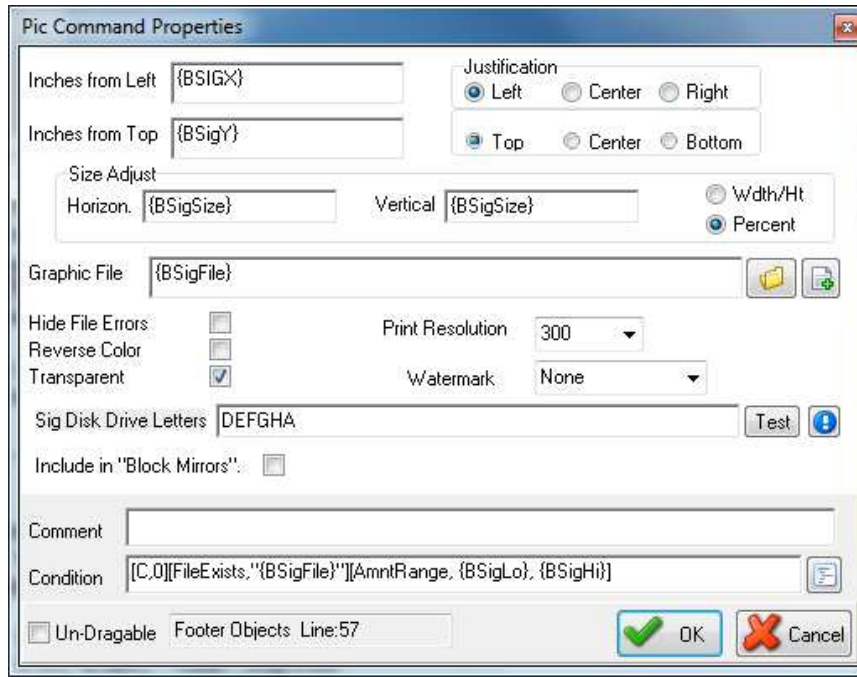 Pic Command Properties
Inches from Left {BSIGX}
Justification
Left Center Right
Inches from Top {BSigY}
Top Center Bottom
Size Adjust
Horizon. {BSigSize} Vertical {BSigSize}
Wdth/Ht
Percent
Graphic File {BSigFile}
Hide File Errors
Print Resolution 300
Reverse Color
Transparent
Watermark None
Sig Disk Drive Letters DEFGHA Test
Include in "Block Mirrors".
Comment
Condition [C,0][FileExists,"{BSigFile}"][AmntRange, {BSigLo}, {BSigHi}]
Un-Dragable Footer Objects Line:57 OK Cancel